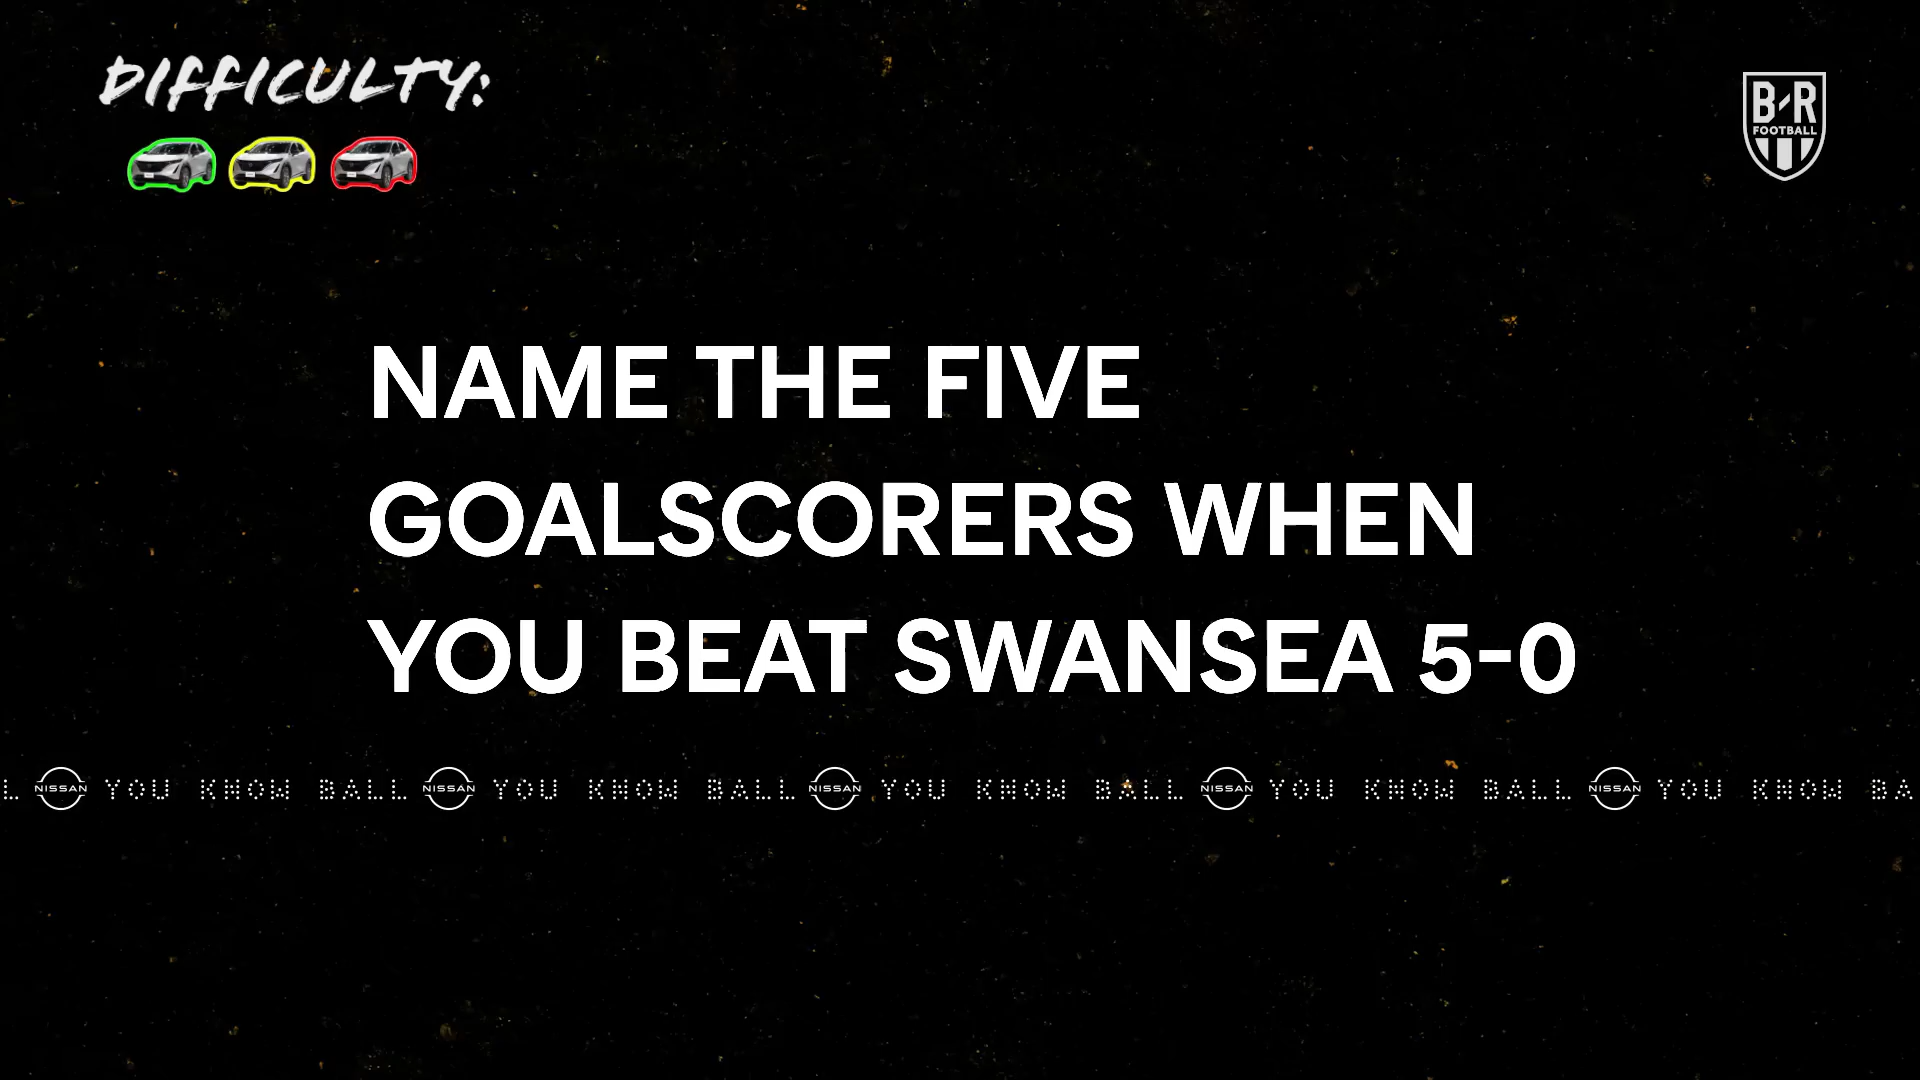 DIFFICULTY:
B/R
FOOTBALL
NAME THE FIVE
GOALSCORERS WHEN
YOU BEAT SWANSEA 5-0
L NISSAN YOU KNOW BALL NISSAN YOU KNOW BALL NISSAN YOU KNOW BALL NISSAN YOU KNOW BALL NISSAN YOU KNOW BA